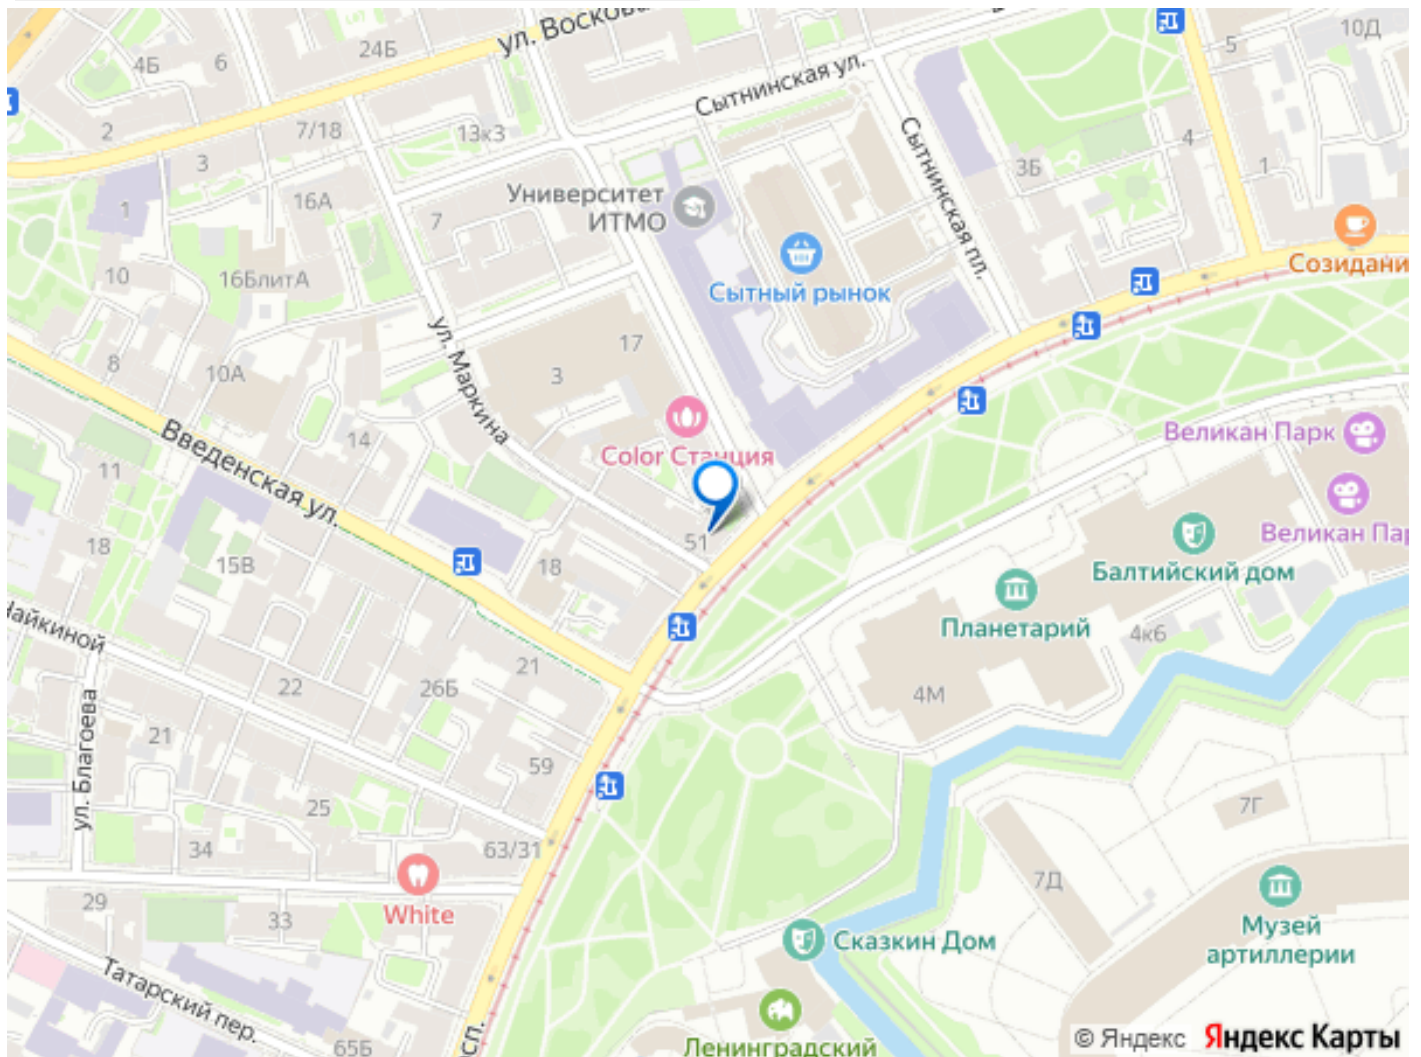 ул. Воскова
24Б
10Д
5
4Б
6
Сытнинская ул.
2
7/18
13к3
Сытнинская пл.
4
3
3Б
1
16А
Университет
ИТМО
1
7
10
16БлитА
Созидани
Сытный рынок
ул. Маркина
17
8
10А
3
Введенская ул.
14
Color Станция
Великан Парк
11
18
15В
18
51
Великан Пар
Балтийский дом
Планетарий
4к6
Чайкиной
22
26Б
21
4М
ул. Благоева
21
59
25
7Г
34
63/31
7Д
29
33
White
Музей
артиллерии
Сказкин Дом
Татарский пер.
65Б
сп.
Ленинградский
© Яндекс Яндекс Карты